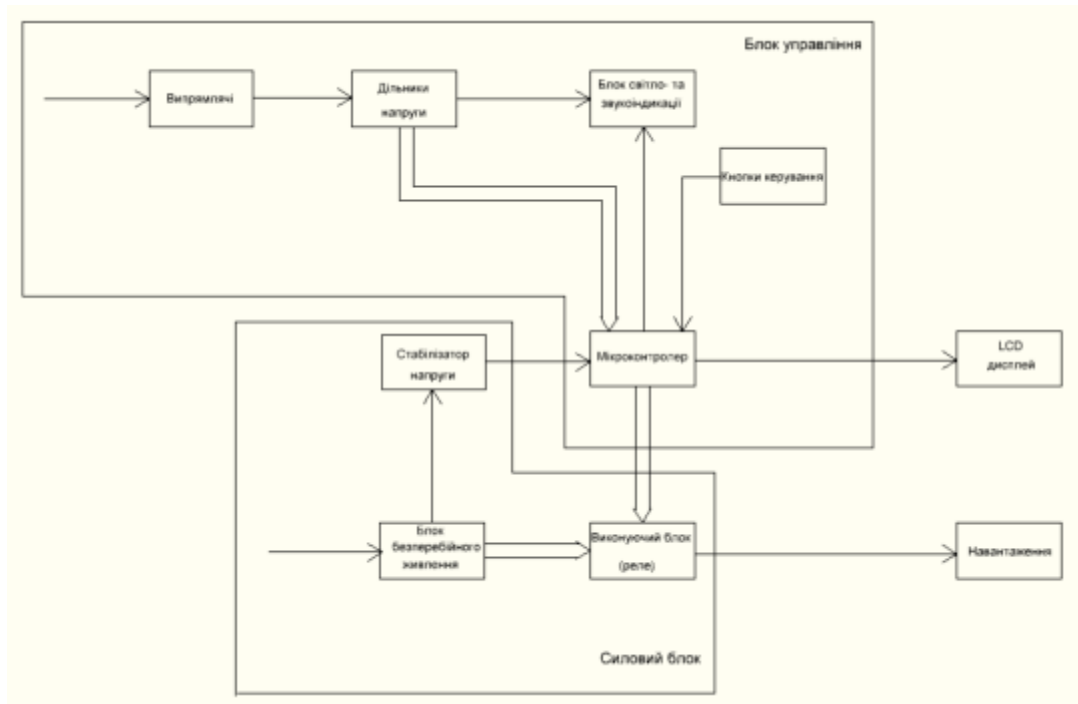 Блок управління
Випрямлячі
Дільники
напруги
Блок світло- та
звукоіндикації
Кнопки керування
Стабілізатор
напруги
Мікроконтролер
LCD
дисплей
Блок
безперебійного
живлення
Виконуючий блок
(реле)
Навантаження
Силовий блок